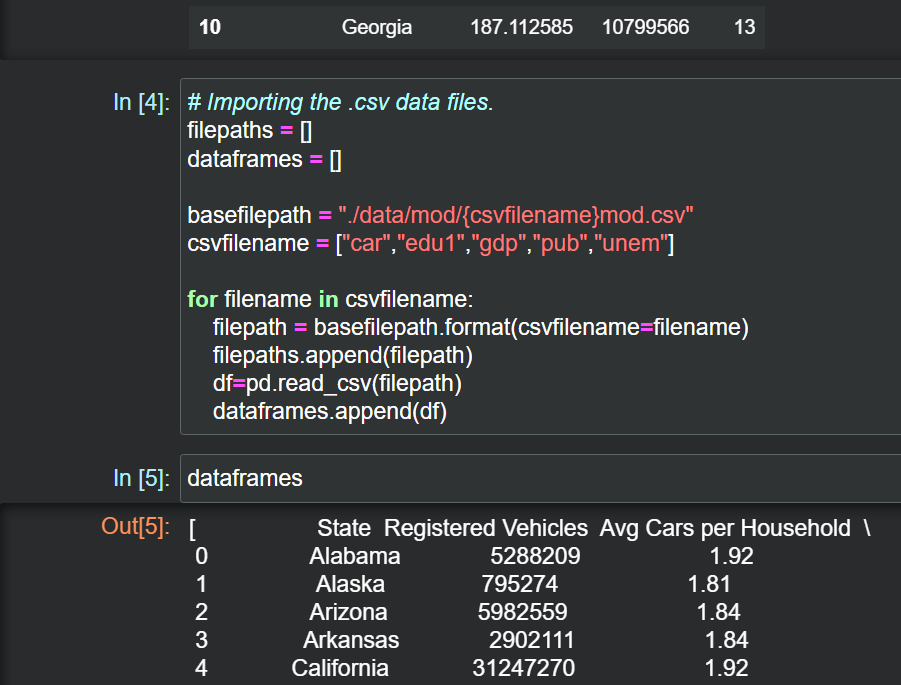 10 Georgia 187.112585 10799566 13
In [4]: # Importing the .csv data files.
filepaths = []
dataframes = []
basefilepath = "./data/mod/{csvfilename}mod.csv"
csvfilename = ["car","edu1","gdp","pub","unem"]
for filename in csvfilename:
filepath = basefilepath.format(csvfilename=filename)
filepaths.append(filepath)
df=pd.read_csv(filepath)
dataframes.append(df)
In [5]: dataframes
Out[5]: [ State Registered Vehicles Avg Cars per Household \
0 Alabama 5288209 1.92
1 Alaska 795274 1.81
2 Arizona 5982559 1.84
3 Arkansas 2902111 1.84
4 California 31247270 1.92